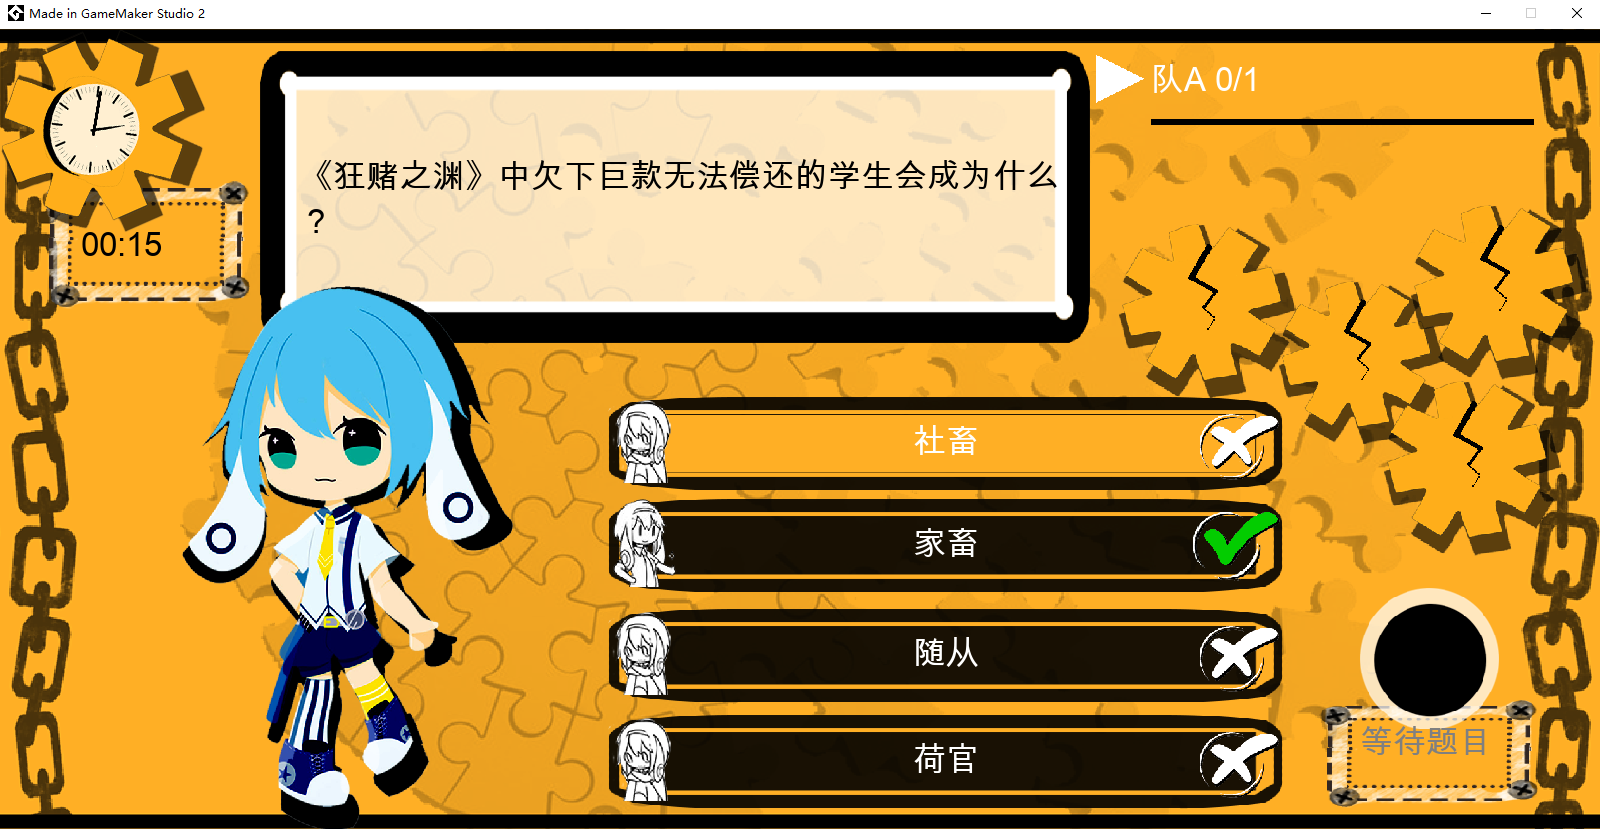 Made in GameMaker Studio 2
队A 0/1
《狂赌之渊》中欠下巨款无法偿还的学生会成为什么
？
00:15
社畜
家畜
随从
荷官
等待题目